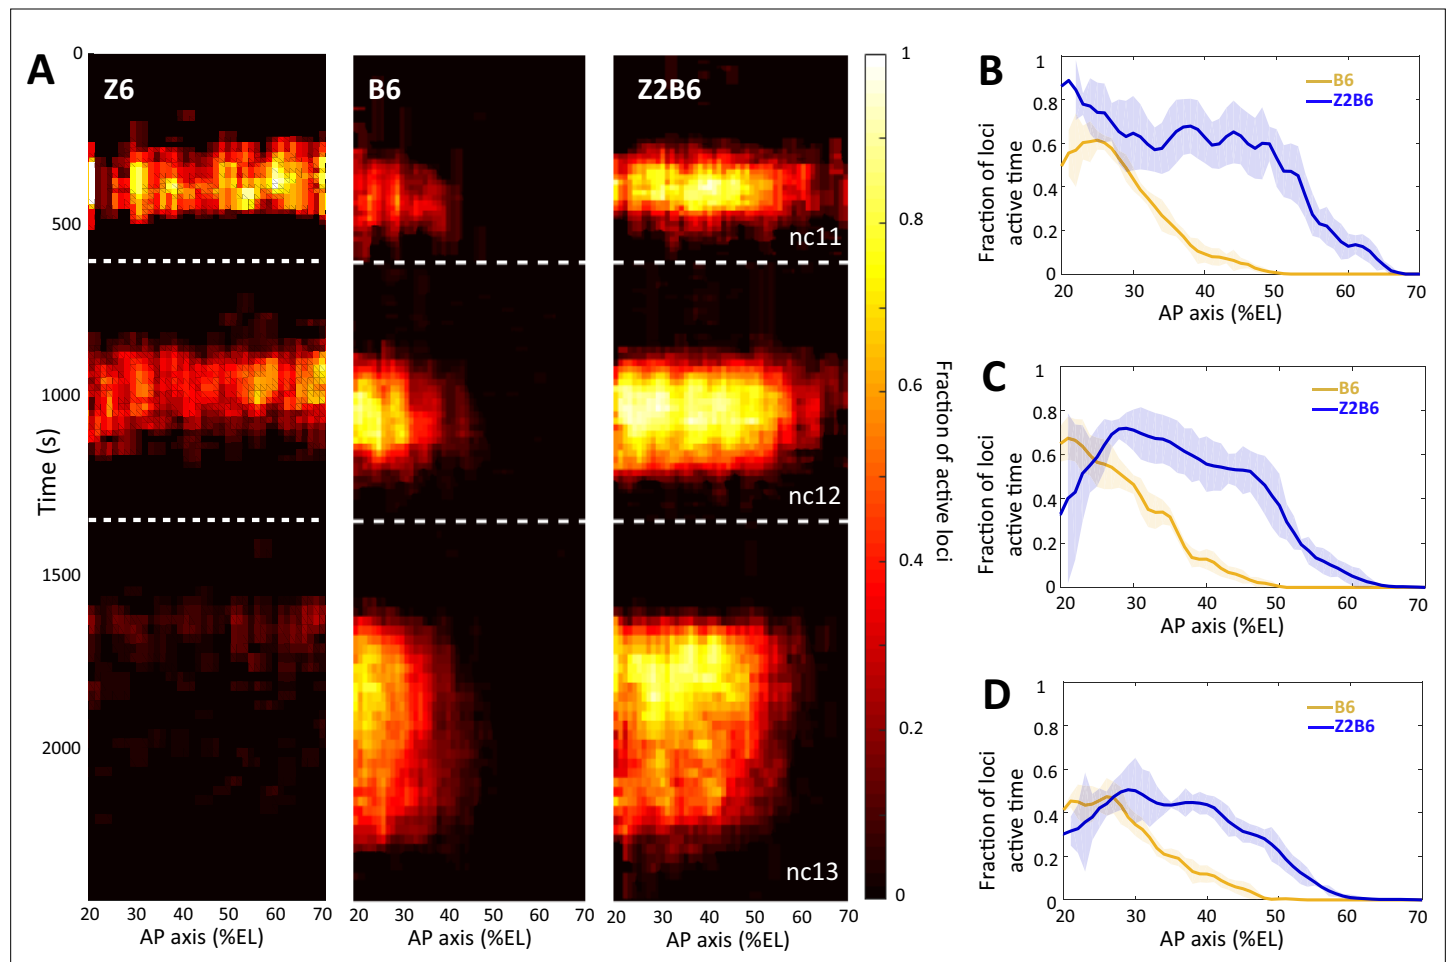 A
Z6
B6
Z2B6
0
500
1000
1500
2000
Time (s)
nc11
nc12
nc13
20 30 40 50 60 70
AP axis (%EL)
20 30 40 50 60 70
AP axis (%EL)
20 30 40 50 60 70
AP axis (%EL)
1
0.8
0.6
0.4
0.2
0
Fraction of active loci
B
B6
Z2B6
1
0.8
0.6
0.4
0.2
0
Fraction of loci
active time
20 30 40 50 60 70
AP axis (%EL)
C
B6
Z2B6
1
0.8
0.6
0.4
0.2
0
Fraction of loci
active time
20 30 40 50 60 70
AP axis (%EL)
D
B6
Z2B6
1
0.8
0.6
0.4
0.2
0
Fraction of loci
active time
20 30 40 50 60 70
AP axis (%EL)